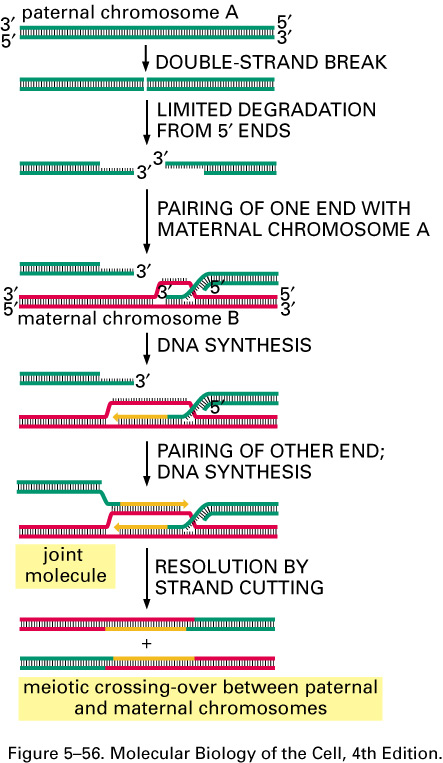 paternal chromosome A
3′ 5′
5′ 3′
DOUBLE-STRAND BREAK
LIMITED DEGRADATION
FROM 5′ ENDS
3′
3′
PAIRING OF ONE END WITH
MATERNAL CHROMOSOME A
3′
3′ 3′ 5′ 5′
5′ 3′
maternal chromosome B
DNA SYNTHESIS
3′
5′
PAIRING OF OTHER END;
DNA SYNTHESIS
joint
molecule
RESOLUTION BY
STRAND CUTTING
+
meiotic crossing-over between paternal
and maternal chromosomes
Figure 5–56. Molecular Biology of the Cell, 4th Edition.